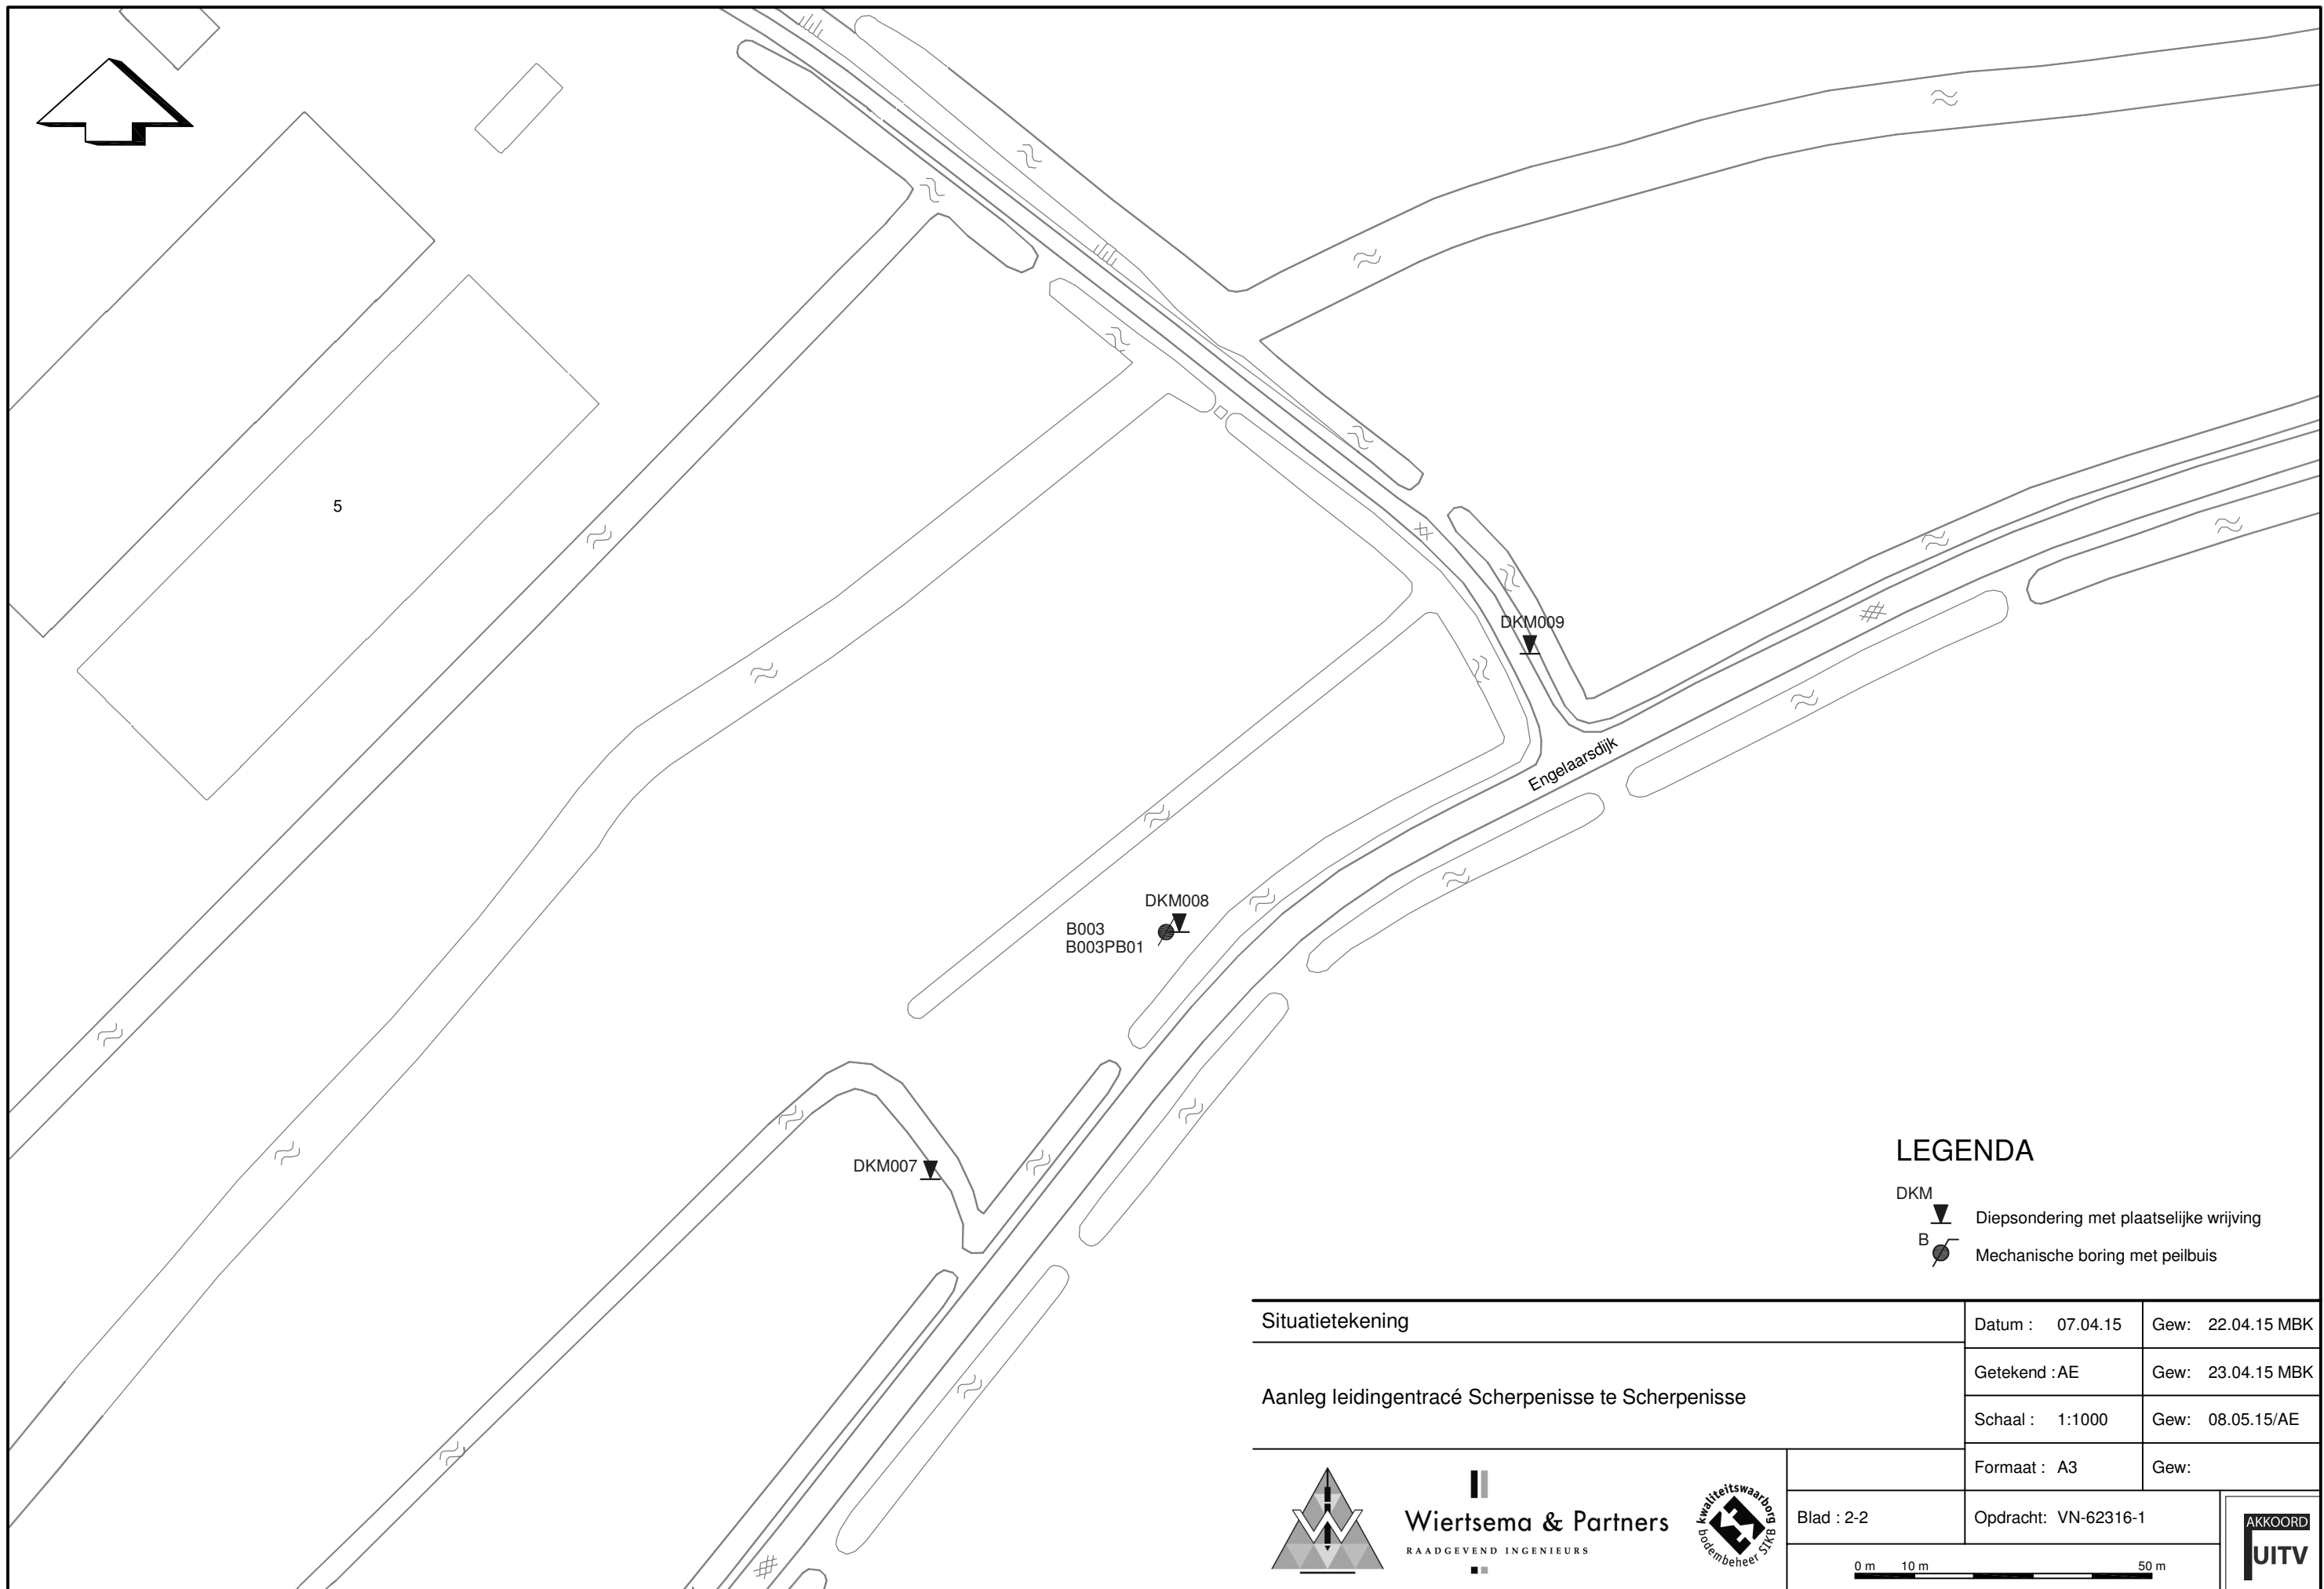 5
DKM009
Engelaarsdijk
DKM008
B003
B003PB01
DKM007
LEGENDA
DKM
Diepsondering met plaatselijke wrijving
B
Mechanische boring met peilbuis
Situatietekening
Datum : 07.04.15
Gew: 22.04.15 MBK
Aanleg leidingentracé Scherpenisse te Scherpenisse
Getekend : AE
Gew: 23.04.15 MBK
Schaal : 1:1000
Gew: 08.05.15/AE
Formaat : A3
Gew:
Wiertsema & Partners
RAADGEVEND INGENIEURS
kwaliteitswaarborg
bodembeheer SIKB
Blad : 2-2
Opdracht: VN-62316-1
0 m 10 m 50 m
AKKOORD
UITV